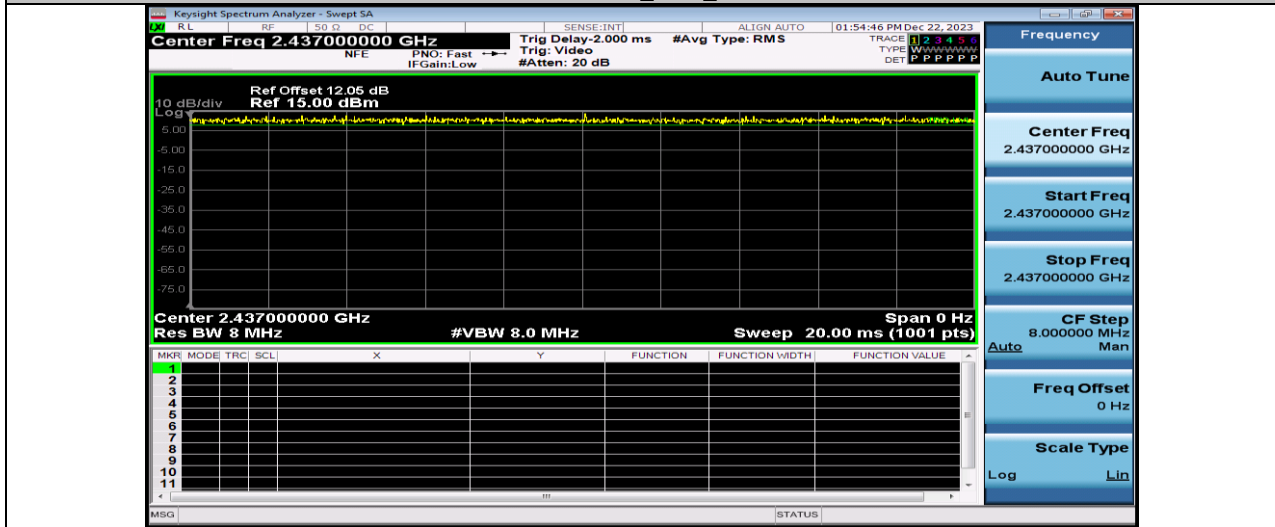 Keysight Spectrum Analyzer - Swept SA
LXI RL RF 50 Ω DC SENSE:INT ALIGN AUTO 01:54:46 PM Dec 22, 2023
Center Freq 2.437000000 GHz
NFE PNO: Fast IFGain:Low
Trig Delay-2.000 ms #Avg Type: RMS
Trig: Video
#Atten: 20 dB
TRACE 1 2 3 4 5 6
TYPE WWWWWW
DET P P P P P P
Ref Offset 12.05 dB
10 dB/div Ref 15.00 dBm
Log
5.00
-5.00
-15.0
-25.0
-35.0
-45.0
-55.0
-65.0
-75.0
Center 2.437000000 GHz Span 0 Hz
Res BW 8 MHz #VBW 8.0 MHz Sweep 20.00 ms (1001 pts)
MKR MODE TRC SCL X Y FUNCTION FUNCTION WIDTH FUNCTION VALUE
1
2
3
4
5
6
7
8
9
10
11
MSG STATUS
Frequency
Auto Tune
Center Freq
2.437000000 GHz
Start Freq
2.437000000 GHz
Stop Freq
2.437000000 GHz
CF Step
8.000000 MHz
Auto Man
Freq Offset
0 Hz
Scale Type
Log Lin